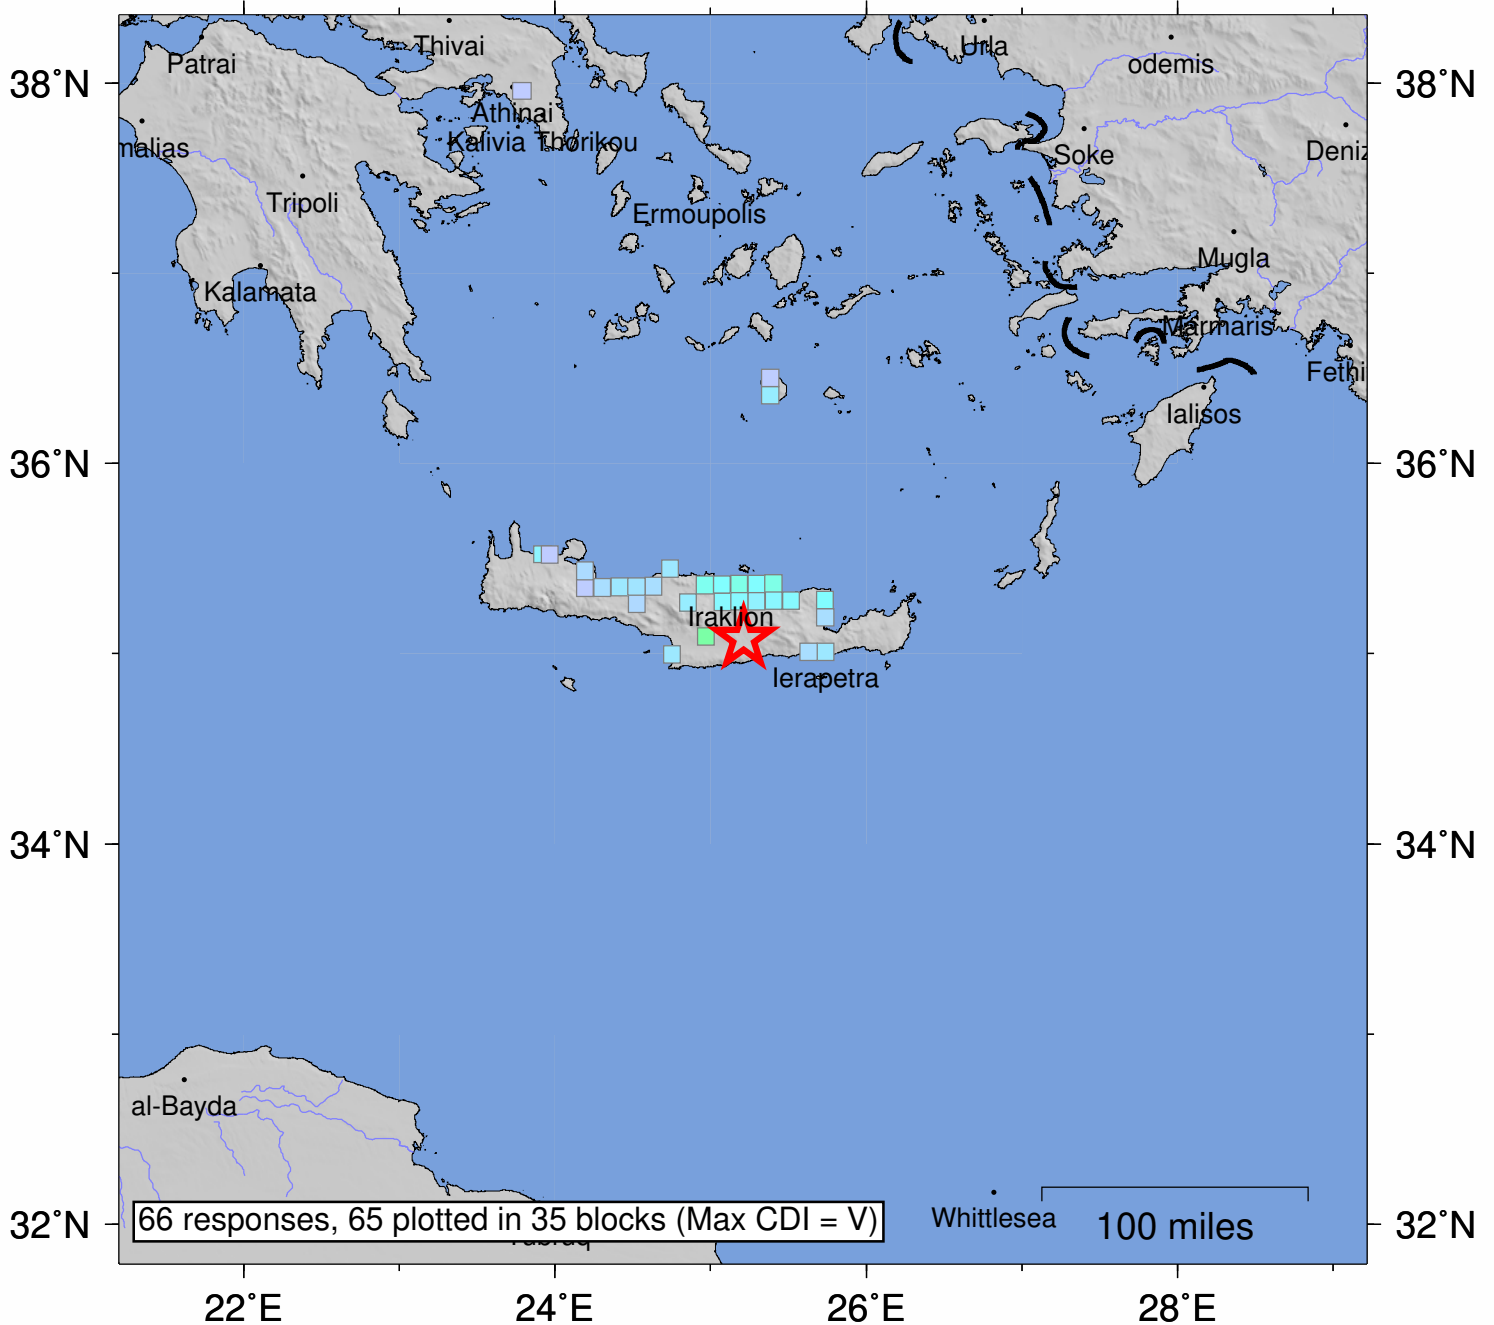 Thivai
Urla
Patrai
odemis
38°N
38°N
Athinai
Kalivia Thorikou
malias
Soke
Deniz
Tripoli
Ermoupolis
Mugla
Kalamata
Marmaris
Fethi
Ialisos
36°N
36°N
Iraklion
Ierapetra
34°N
34°N
al-Bayda
66 responses, 65 plotted in 35 blocks (Max CDI = V)
Whittlesea
100 miles
32°N
32°N
22°E
24°E
26°E
28°E